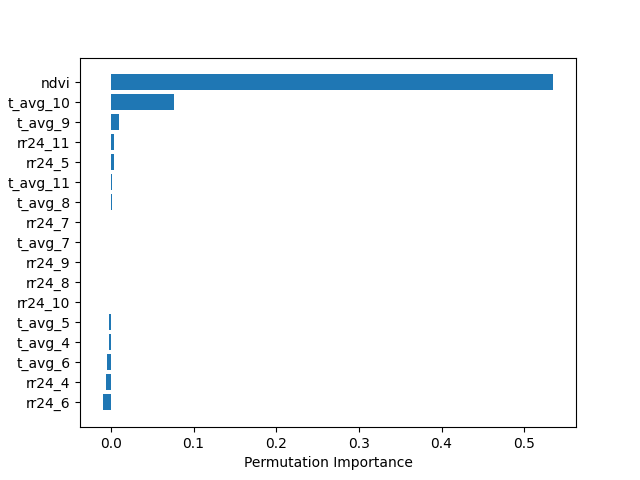 ndvi
t_avg_10
t_avg_9
rr24_11
rr24_5
t_avg_11
t_avg_8
rr24_7
t_avg_7
rr24_9
rr24_8
rr24_10
t_avg_5
t_avg_4
t_avg_6
rr24_4
rr24_6
0.0 0.1 0.2 0.3 0.4 0.5
Permutation Importance